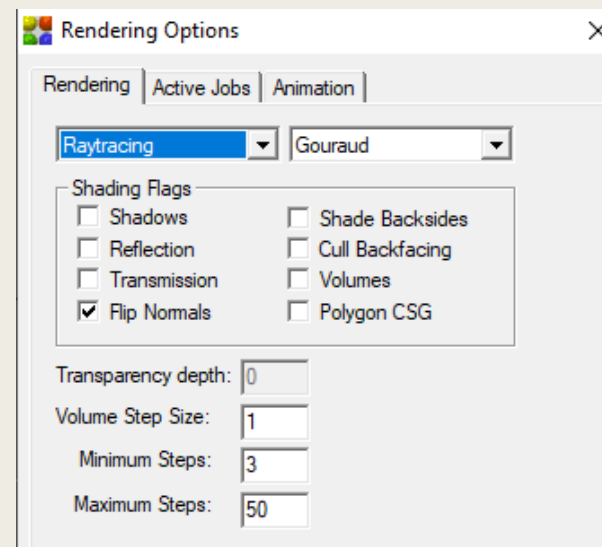 Rendering Options
Rendering Active Jobs Animation
Raytracing Gouraud
Shading Flags
Shadows Shade Backsides
Reflection Cull Backfacing
Transmission Volumes
Flip Normals Polygon CSG
Transparency depth: 0
Volume Step Size: 1
Minimum Steps: 3
Maximum Steps: 50